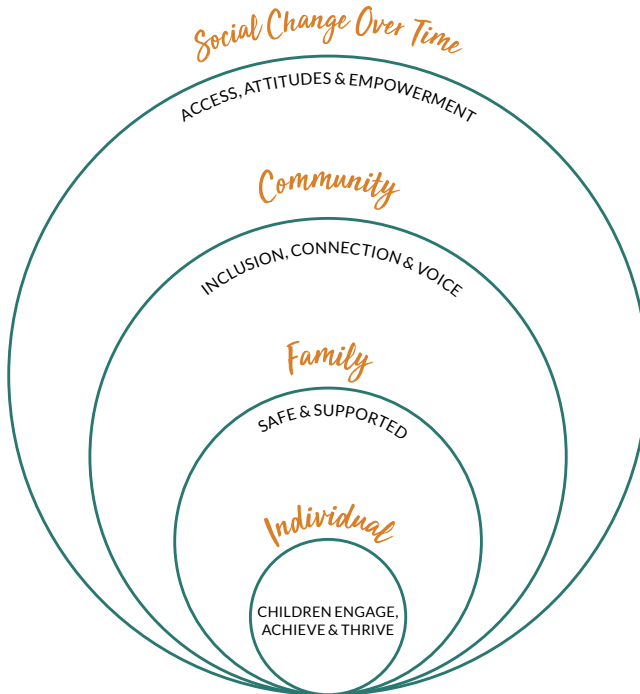 Social Change Over Time
ACCESS, ATTITUDES & EMPOWERMENT
Community
INCLUSION, CONNECTION & VOICE
Family
SAFE & SUPPORTED
Individual
CHILDREN ENGAGE,
ACHIEVE & THRIVE